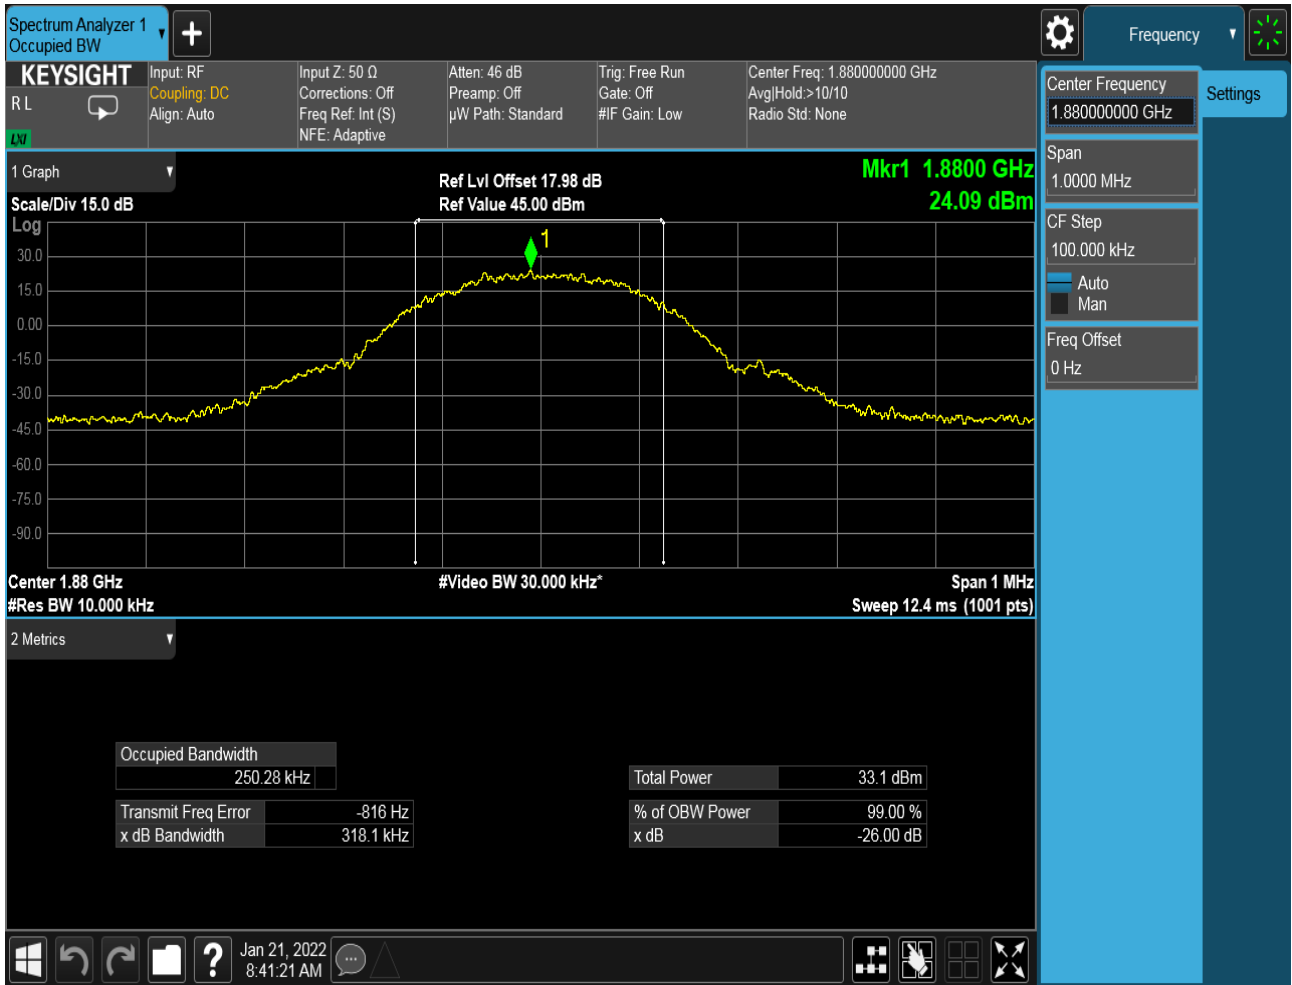 Spectrum Analyzer 1
Occupied BW
Frequency
KEYSIGHT
R L
LXI
Input: RF
Coupling: DC
Align: Auto
Input Z: 50 Ω
Corrections: Off
Freq Ref: Int (S)
NFE: Adaptive
Atten: 46 dB
Preamp: Off
µW Path: Standard
Trig: Free Run
Gate: Off
#IF Gain: Low
Center Freq: 1.880000000 GHz
Avg|Hold:>10/10
Radio Std: None
Center Frequency
1.880000000 GHz
Settings
Span
1.0000 MHz
CF Step
100.000 kHz
Auto
Man
Freq Offset
0 Hz
1 Graph
Scale/Div 15.0 dB
Ref Lvl Offset 17.98 dB
Ref Value 45.00 dBm
Mkr1 1.8800 GHz
24.09 dBm
Log
1
30.0
15.0
0.00
-15.0
-30.0
-45.0
-60.0
-75.0
-90.0
Center 1.88 GHz
#Video BW 30.000 kHz*
Span 1 MHz
#Res BW 10.000 kHz
Sweep 12.4 ms (1001 pts)
2 Metrics
Occupied Bandwidth
250.28 kHz
Total Power 33.1 dBm
Transmit Freq Error -816 Hz
% of OBW Power 99.00 %
x dB Bandwidth 318.1 kHz
x dB -26.00 dB
?
Jan 21, 2022
8:41:21 AM